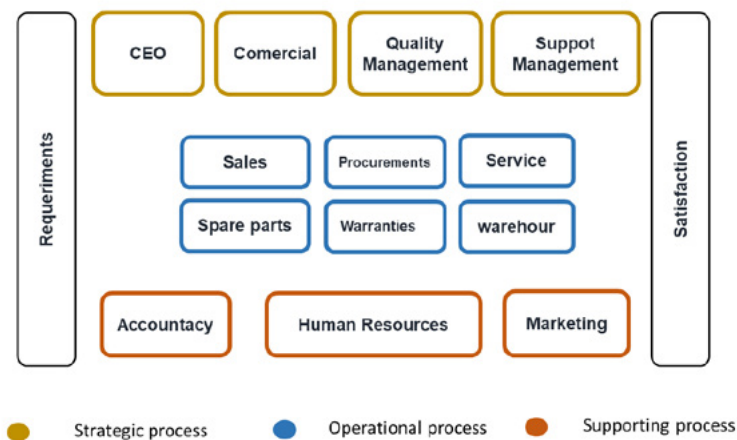 Requeriments
CEO
Comercial
Quality
Management
Suppot
Management
Satisfaction
Sales
Procurements
Service
Spare parts
Warranties
warehour
Accountacy
Human Resources
Marketing
Strategic process
Operational process
Supporting process